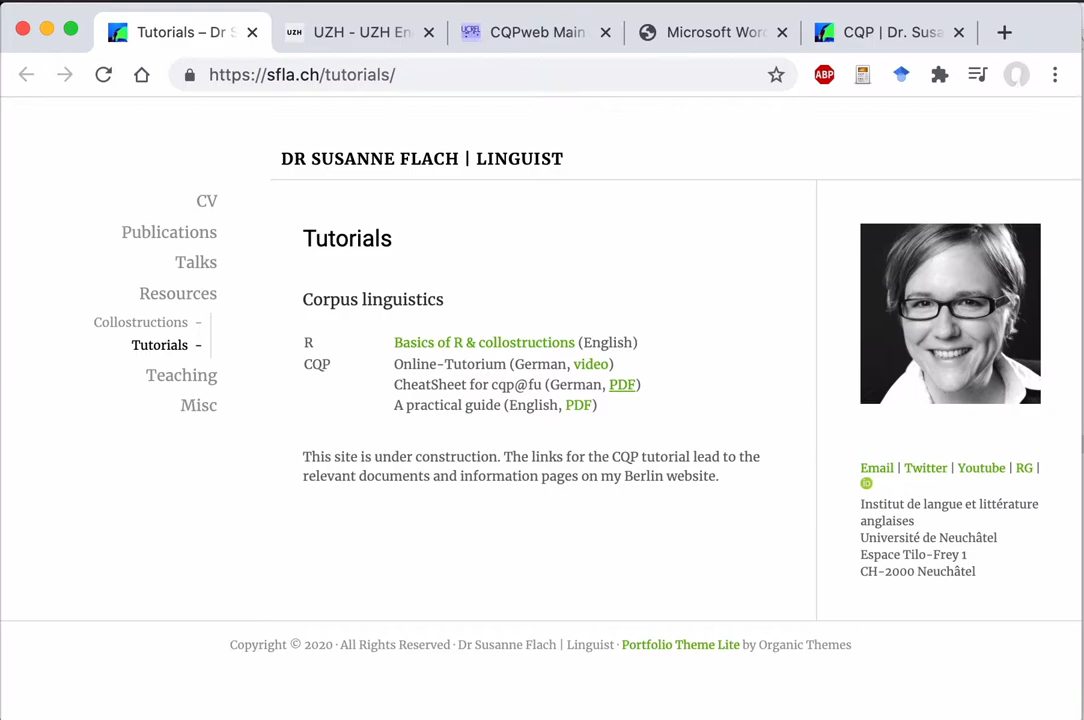 Tutorials – Dr S
UZH - UZH En
CQPweb Main
Microsoft Word
CQP | Dr. Susa
https://sfla.ch/tutorials/
ABP
DR SUSANNE FLACH | LINGUIST
CV
Publications
Talks
Resources
Collostructions -
Tutorials -
Teaching
Misc
Tutorials
Corpus linguistics
R Basics of R & collostructions (English)
CQP Online-Tutorium (German, video)
CheatSheet for cqp@fu (German, PDF)
A practical guide (English, PDF)
This site is under construction. The links for the CQP tutorial lead to the
relevant documents and information pages on my Berlin website.
Email | Twitter | Youtube | RG |
iD
Institut de langue et littérature
anglaises
Université de Neuchâtel
Espace Tilo-Frey 1
CH-2000 Neuchâtel
Copyright © 2020 · All Rights Reserved · Dr Susanne Flach | Linguist · Portfolio Theme Lite by Organic Themes